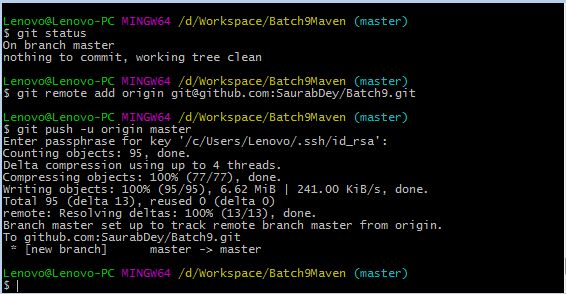 Lenovo@Lenovo-PC MINGW64 /d/Workspace/Batch9Maven (master)
$ git status
On branch master
nothing to commit, working tree clean
Lenovo@Lenovo-PC MINGW64 /d/Workspace/Batch9Maven (master)
$ git remote add origin git@github.com:SaurabDey/Batch9.git
Lenovo@Lenovo-PC MINGW64 /d/Workspace/Batch9Maven (master)
$ git push -u origin master
Enter passphrase for key '/c/Users/Lenovo/.ssh/id_rsa':
Counting objects: 95, done.
Delta compression using up to 4 threads.
Compressing objects: 100% (77/77), done.
Writing objects: 100% (95/95), 6.62 MiB | 241.00 KiB/s, done.
Total 95 (delta 13), reused 0 (delta 0)
remote: Resolving deltas: 100% (13/13), done.
Branch master set up to track remote branch master from origin.
To github.com:SaurabDey/Batch9.git
 * [new branch]      master -> master
Lenovo@Lenovo-PC MINGW64 /d/Workspace/Batch9Maven (master)
$